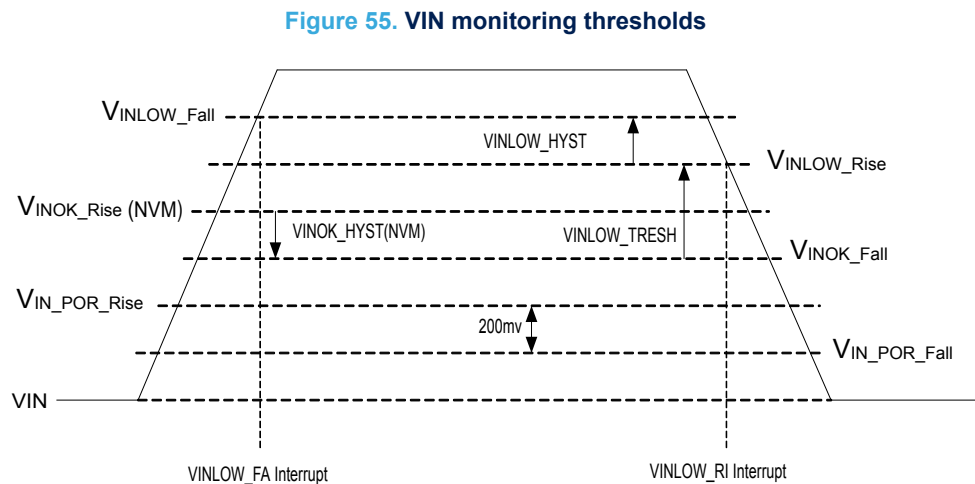 Figure 55. VIN monitoring thresholds
VINLOW_Fall
VINLOW_HYST
VINLOW_Rise
VINOK_Rise (NVM)
VINOK_HYST(NVM)
VINLOW_TRESH
VINOK_Fall
VIN_POR_Rise
200mv
VIN_POR_Fall
VIN
VINLOW_FA Interrupt
VINLOW_RI Interrupt